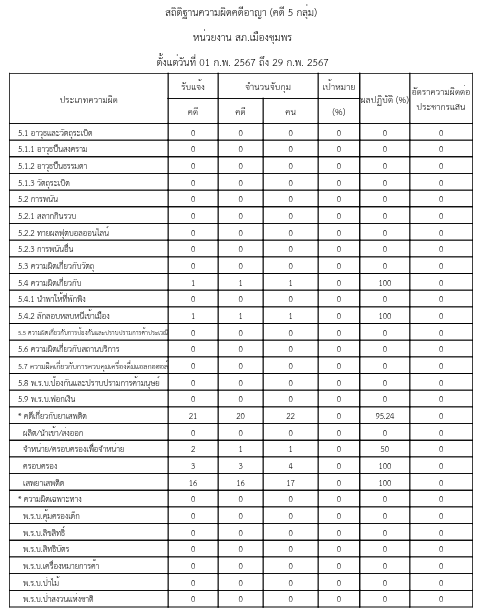 สถิติฐานความผิดคดีอาญา (คดี 5 กลุ่ม)
หน่วยงาน สภ.เมืองชุมพร
ตั้งแต่วันที่ 01 ก.พ. 2567 ถึง 29 ก.พ. 2567
ประเภทความผิด รับแจ้ง จำนวนจับกุม เป้าหมาย ผลปฏิบัติ (%) อัตราความผิดต่อ
ประชากรแสน
คดี คดี คน (%)
5.1 อาวุธและวัตถุระเบิด 0 0 0 0 0 0
5.1.1 อาวุธปืนสงคราม 0 0 0 0 0 0
5.1.2 อาวุธปืนธรรมดา 0 0 0 0 0 0
5.1.3 วัตถุระเบิด 0 0 0 0 0 0
5.2 การพนัน 0 0 0 0 0 0
5.2.1 สลากกินรวบ 0 0 0 0 0 0
5.2.2 ทายผลฟุตบอลออนไลน์ 0 0 0 0 0 0
5.2.3 การพนันอื่น 0 0 0 0 0 0
5.3 ความผิดเกี่ยวกับวัตถุ 0 0 0 0 0 0
5.4 ความผิดเกี่ยวกับ 1 1 1 0 100 0
5.4.1 นำพาให้ที่พักพิง 0 0 0 0 0 0
5.4.2 ลักลอบหลบหนีเข้าเมือง 1 1 1 0 100 0
5.5 ความผิดเกี่ยวกับการป้องกันและปราบปรามการค้าประเวณี 0 0 0 0 0 0
5.6 ความผิดเกี่ยวกับสถานบริการ 0 0 0 0 0 0
5.7 ความผิดเกี่ยวกับการควบคุมเครื่องดื่มแอลกอฮอล์ 0 0 0 0 0 0
5.8 พ.ร.บ.ป้องกันและปราบปรามการค้ามนุษย์ 0 0 0 0 0 0
5.9 พ.ร.บ.ฟอกเงิน 0 0 0 0 0 0
* คดีเกี่ยวกับยาเสพติด 21 20 22 0 95.24 0
ผลิต/นำเข้า/ส่งออก 0 0 0 0 0 0
จำหน่าย/ครอบครองเพื่อจำหน่าย 2 1 1 0 50 0
ครอบครอง 3 3 4 0 100 0
เสพยาเสพติด 16 16 17 0 100 0
* ความผิดเฉพาะทาง 0 0 0 0 0 0
พ.ร.บ.คุ้มครองเด็ก 0 0 0 0 0 0
พ.ร.บ.ลิขสิทธิ์ 0 0 0 0 0 0
พ.ร.บ.สิทธิบัตร 0 0 0 0 0 0
พ.ร.บ.เครื่องหมายการค้า 0 0 0 0 0 0
พ.ร.บ.ป่าไม้ 0 0 0 0 0 0
พ.ร.บ.ป่าสงวนแห่งชาติ 0 0 0 0 0 0